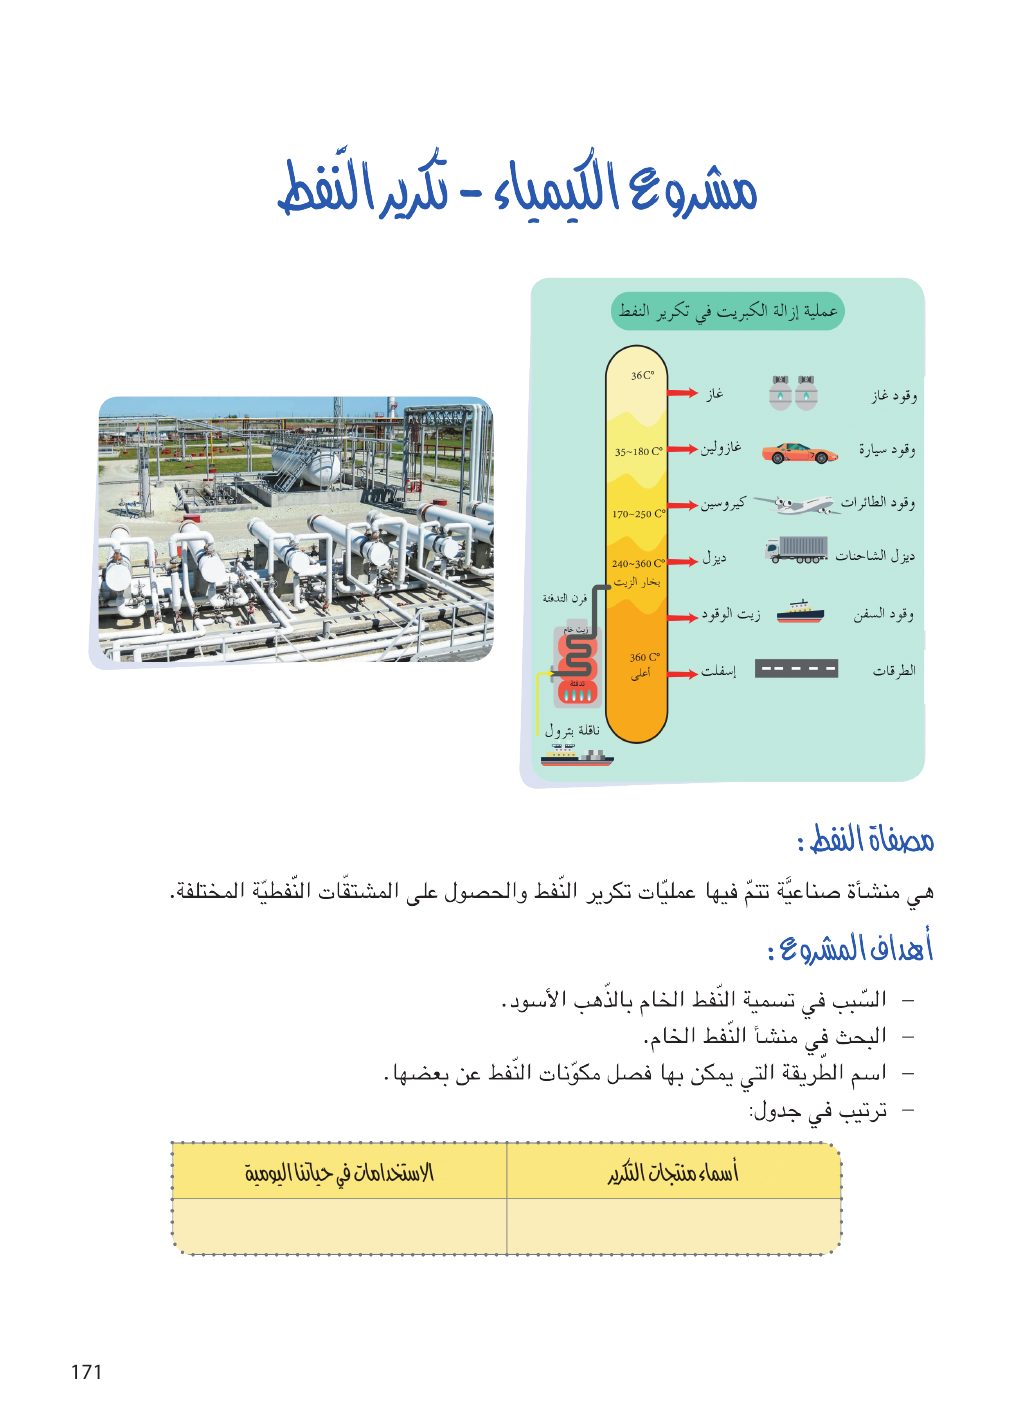 مشروع الكيمياء - تكرير النّفط
عملية إزالة الكبريت في تكرير النفط
36 C°
غاز
وقود غاز
35~180 C°
غازولين
وقود سيارة
170~250 C°
كيروسين
وقود الطائرات
240~360 C°
بخار الزيت
ديزل
ديزل الشاحنات
فرن التدفئة
زيت خام
تدفئة
زيت الوقود
وقود السفن
360 C°
أعلى
إسفلت
الطرقات
ناقلة بترول
مصفاة النفط :
هي منشأة صناعيَّة تتمّ فيها عمليّات تكرير النّفط والحصول على المشتقّات النّفطيّة المختلفة.
أهداف المشروع :
– السّبب في تسمية النّفط الخام بالذّهب الأسود.
– البحث في منشأ النّفط الخام.
– اسم الطّريقة التي يمكن بها فصل مكوّنات النّفط عن بعضها.
– ترتيب في جدول:
أسماء منتجات التكرير
الاستخدامات في حياتنا اليومية
171